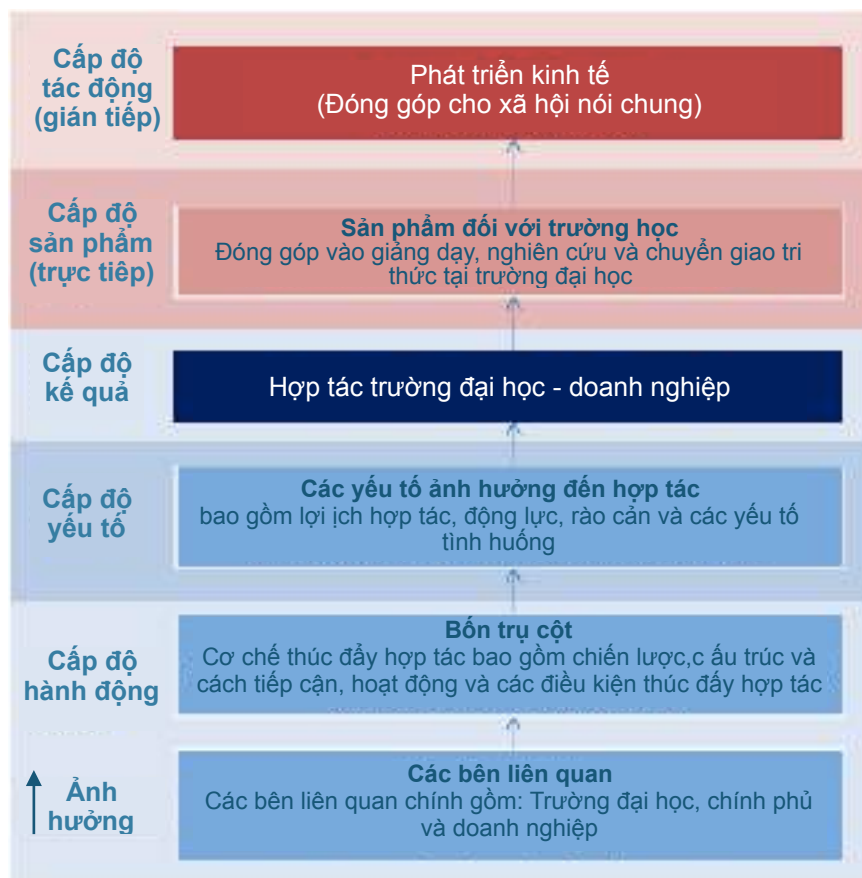 Cấp độ
tác động
(gián tiếp)
Phát triển kinh tế
(Đóng góp cho xã hội nói chung)
Cấp độ
sản phẩm
(trực tiêp)
Sản phẩm đối với trường học
Đóng góp vào giảng dạy, nghiên cứu và chuyển giao tri
thức tại trường đại học
Cấp độ
kế quả
Hợp tác trường đại học - doanh nghiệp
Cấp độ
yếu tố
Các yếu tố ảnh hưởng đến hợp tác
bao gồm lợi ịch hợp tác, động lực, rào cản và các yếu tố
tình huống
Cấp độ
hành động
Bốn trụ cột
Cơ chế thúc đẩy hợp tác bao gồm chiến lược,c ấu trúc và
cách tiếp cận, hoạt động và các điều kiện thúc đấy hợp tác
Ảnh
hưởng
Các bên liên quan
Các bên liên quan chính gồm: Trường đại học, chính phủ
và doanh nghiệp